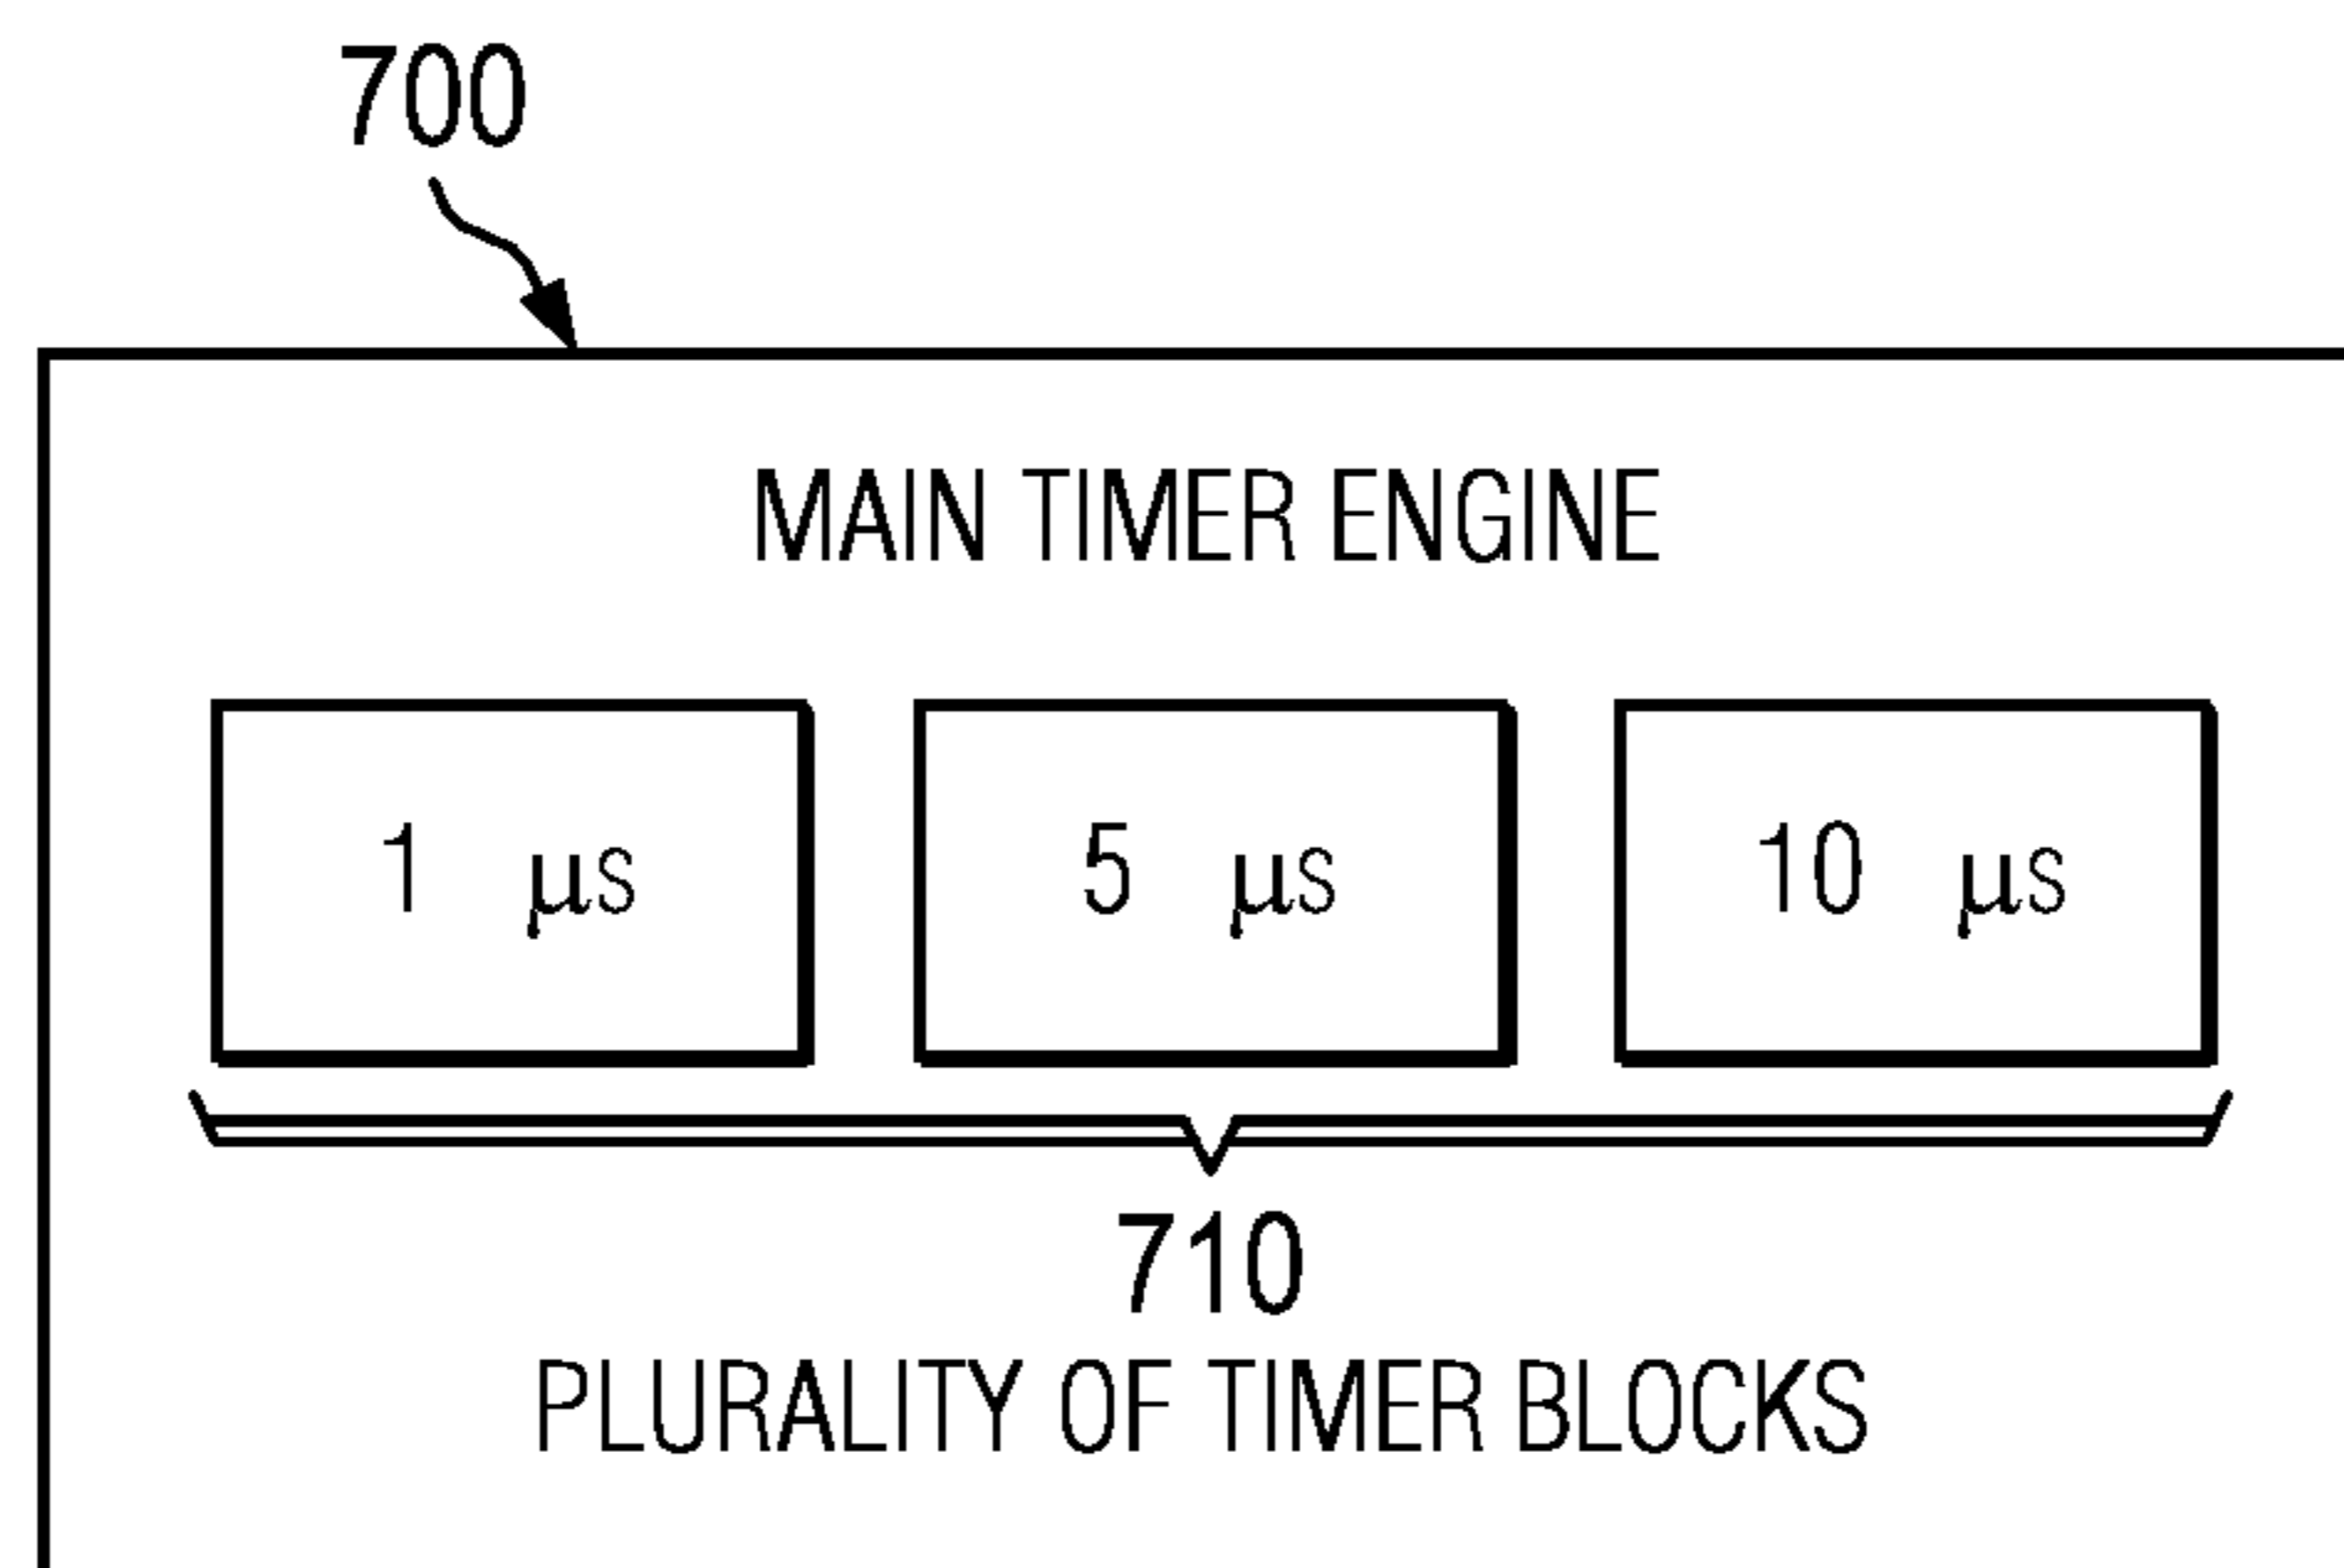 700
MAIN TIMER ENGINE
1 μs 5 μs 10 μs
710
PLURALITY OF TIMER BLOCKS